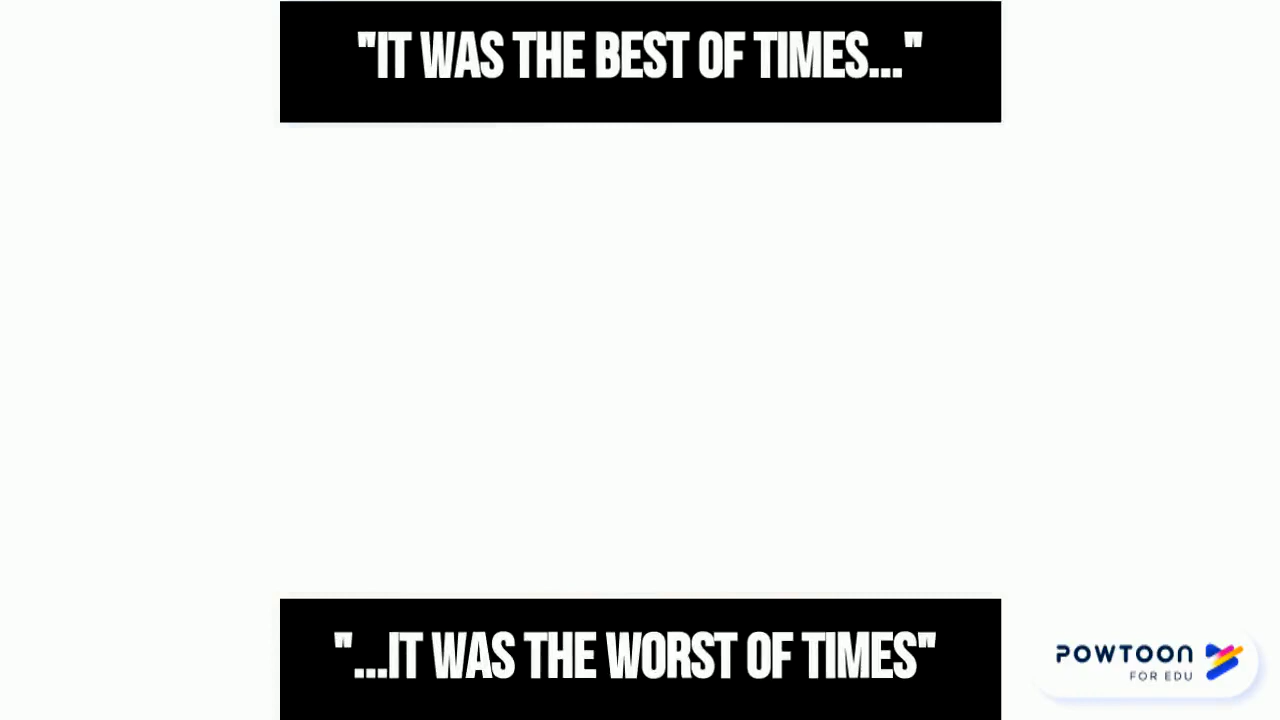 "IT WAS THE BEST OF TIMES..."
"...IT WAS THE WORST OF TIMES"
POWTOON
FOR EDU